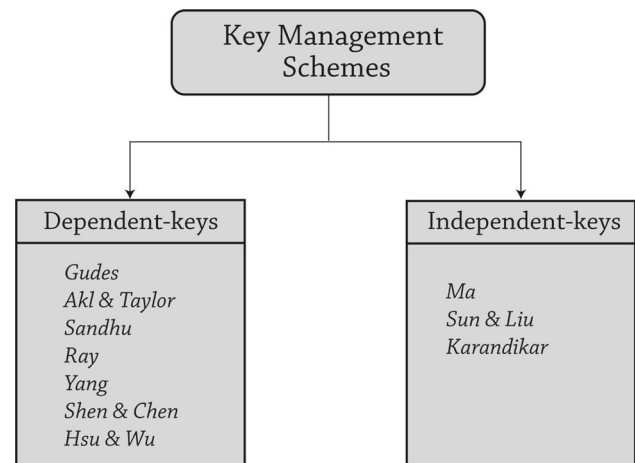 Key Management
Schemes
Dependent-keys
Gudes
Akl & Taylor
Sandhu
Ray
Yang
Shen & Chen
Hsu & Wu
Independent-keys
Ma
Sun & Liu
Karandikar